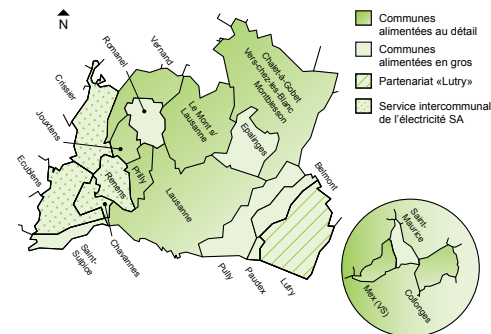 N
Communes
alimentées au détail
Communes
alimentées en gros
Partenariat «Lutry»
Service intercommunal
de l'électricité SA
Vernand
Romanel
Crissier
Jouxtens
Ecublens
Chalet-à-Gobet
Vers-chez-les-Blanc
Montblesson
Le Mont s/
Lausanne
Epalinges
Belmont
Prilly
Renens
Lausanne
Saint-
Sulpice
Chavannes
Pully
Paudex
Lutry
Saint-
Maurice
Mex (VS)
Collonges